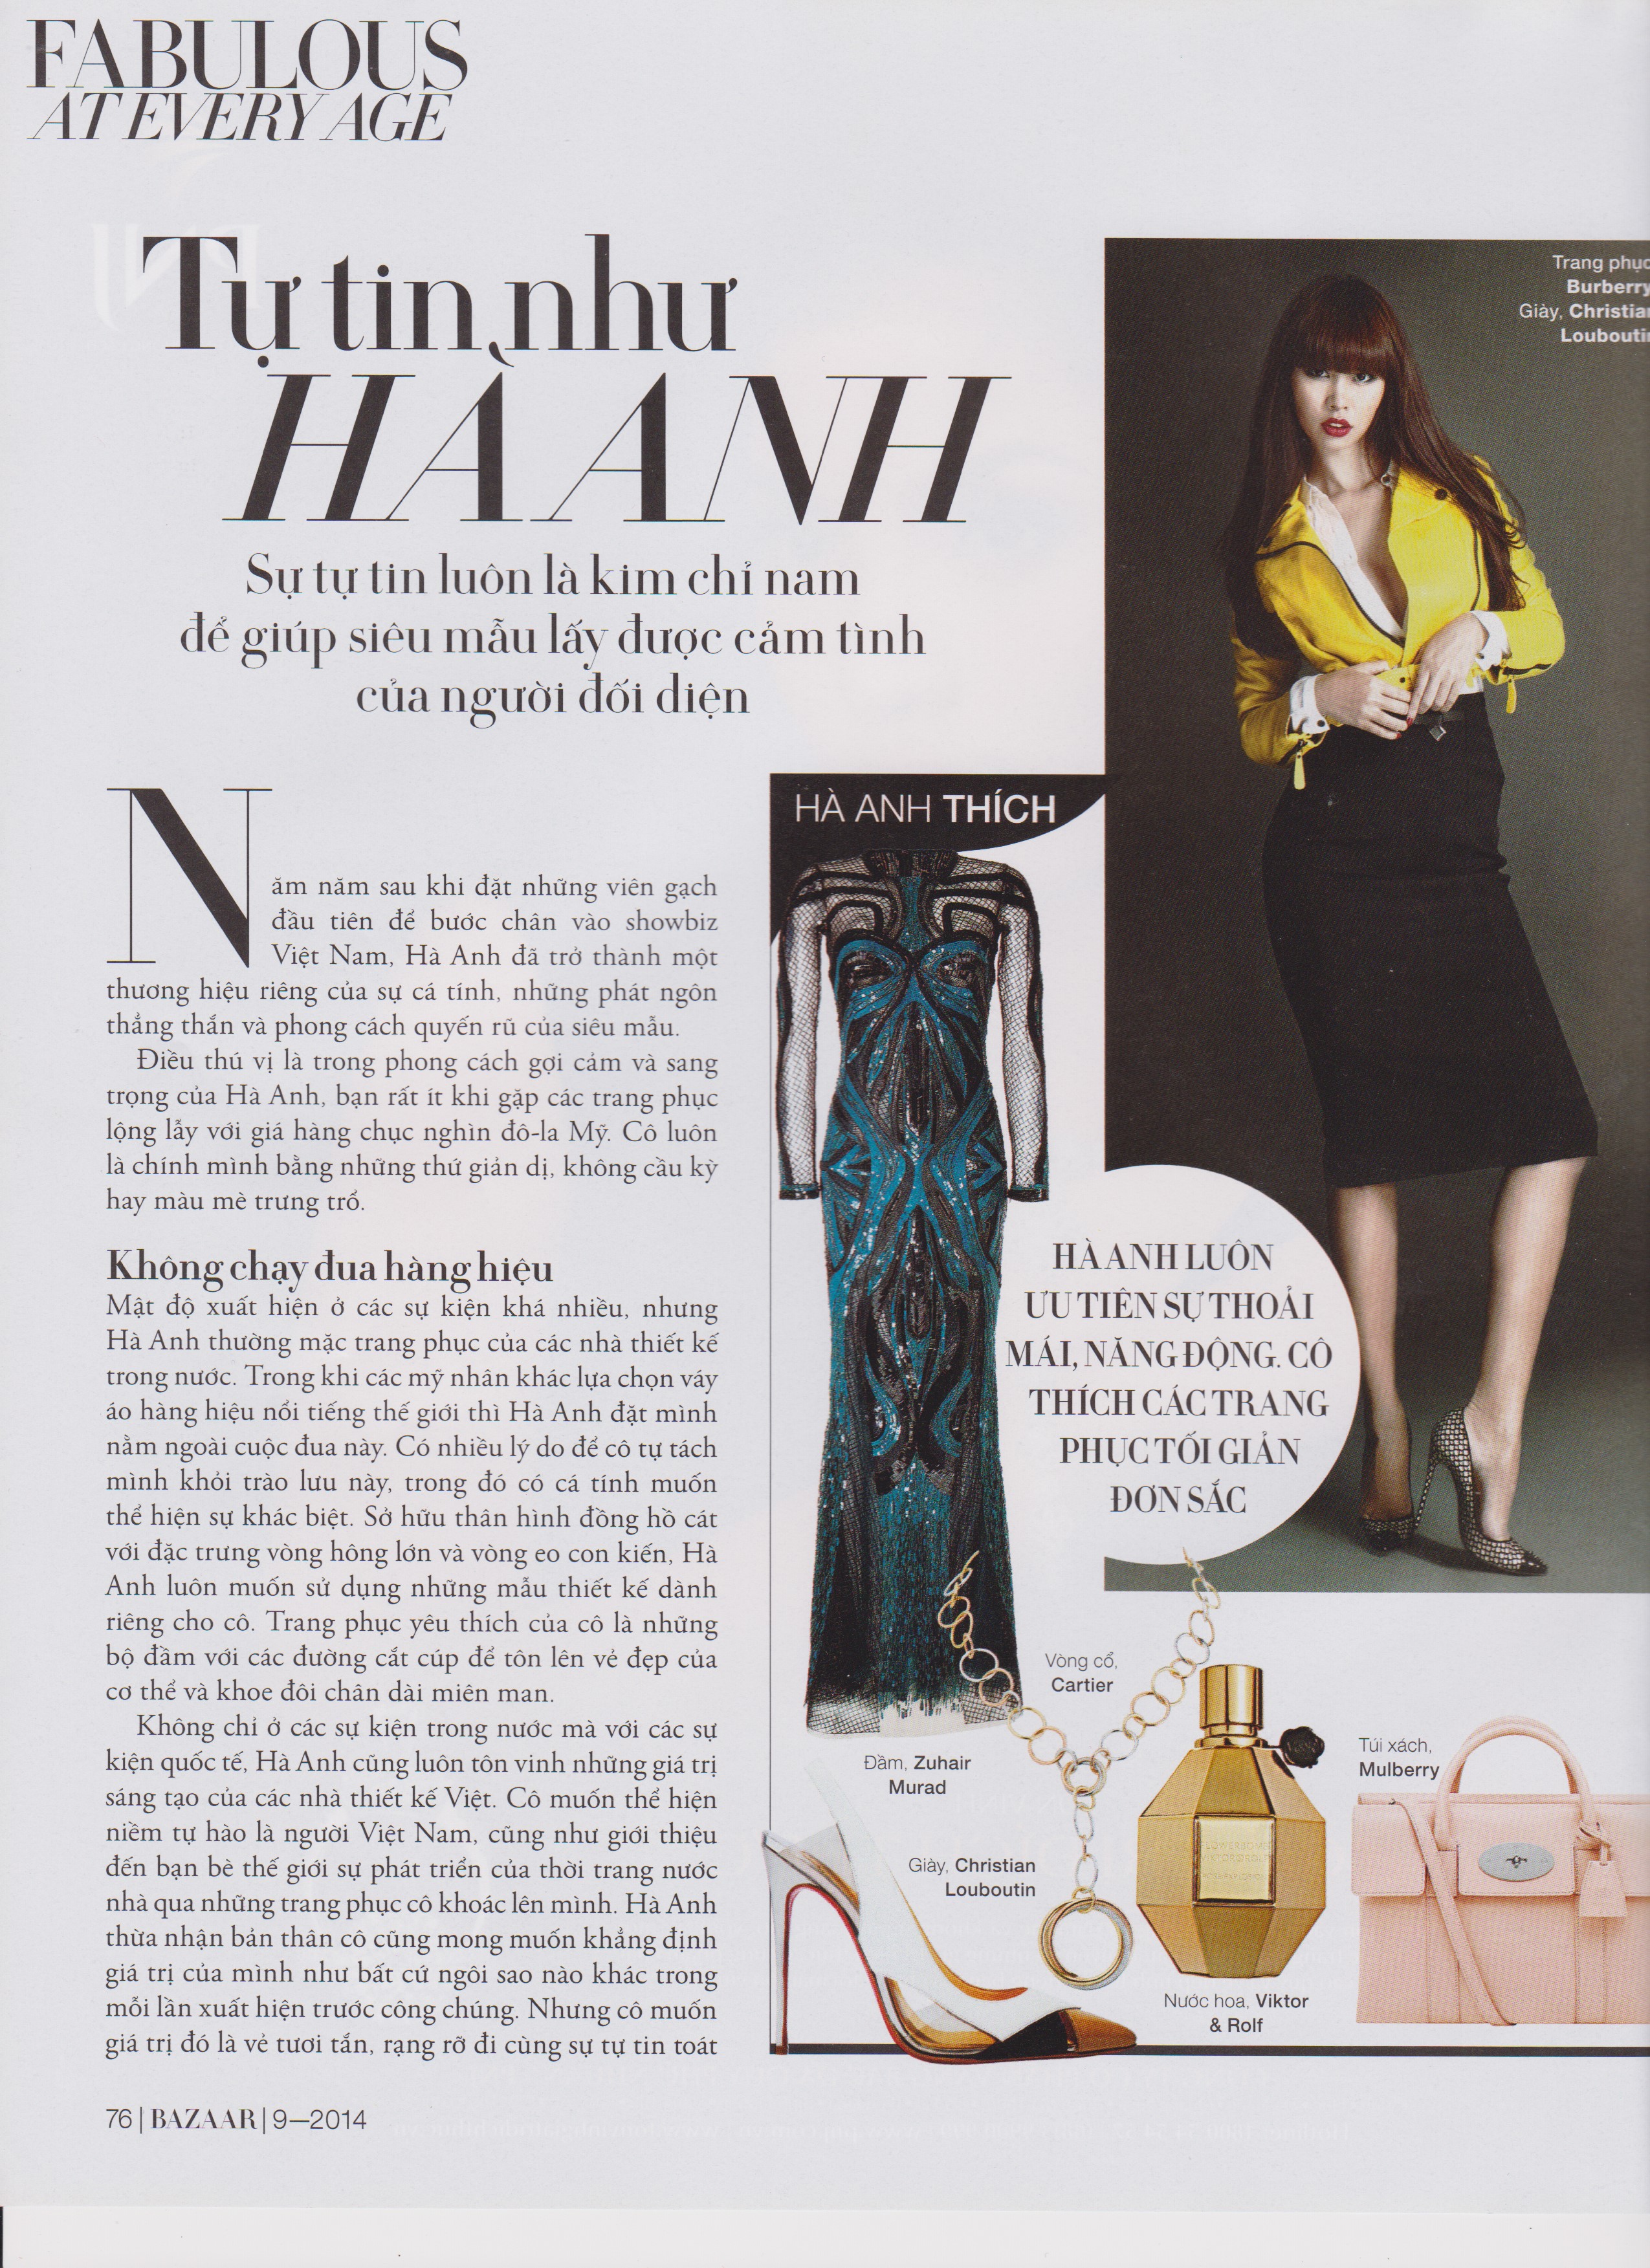 FABULOUS
AT EVERY AGE
Tự tin như
HÀ ANH
Sự tự tin luôn là kim chỉ nam
để giúp siêu mẫu lấy được cảm tình
của người đối diện
Năm năm sau khi đặt những viên gạch
đầu tiên để bước chân vào showbiz
Việt Nam, Hà Anh đã trở thành một
thương hiệu riêng của sự cá tính, những phát ngôn
thẳng thắn và phong cách quyến rũ của siêu mẫu.
Điều thú vị là trong phong cách gợi cảm và sang
trọng của Hà Anh, bạn rất ít khi gặp các trang phục
lộng lẫy với giá hàng chục nghìn đô-la Mỹ. Cô luôn
là chính mình bằng những thứ giản dị, không cầu kỳ
hay màu mè trưng trổ.
Không chạy đua hàng hiệu
Mật độ xuất hiện ở các sự kiện khá nhiều, nhưng
Hà Anh thường mặc trang phục của các nhà thiết kế
trong nước. Trong khi các mỹ nhân khác lựa chọn váy
áo hàng hiệu nổi tiếng thế giới thì Hà Anh đặt mình
nằm ngoài cuộc đua này. Có nhiều lý do để cô tự tách
mình khỏi trào lưu này, trong đó có cá tính muốn
thể hiện sự khác biệt. Sở hữu thân hình đồng hồ cát
với đặc trưng vòng hông lớn và vòng eo con kiến, Hà
Anh luôn muốn sử dụng những mẫu thiết kế dành
riêng cho cô. Trang phục yêu thích của cô là những
bộ đầm với các đường cắt cúp để tôn lên vẻ đẹp của
cơ thể và khoe đôi chân dài miên man.
Không chỉ ở các sự kiện trong nước mà với các sự
kiện quốc tế, Hà Anh cũng luôn tôn vinh những giá trị
sáng tạo của các nhà thiết kế Việt. Cô muốn thể hiện
niềm tự hào là người Việt Nam, cũng như giới thiệu
đến bạn bè thế giới sự phát triển của thời trang nước
nhà qua những trang phục cô khoác lên mình. Hà Anh
thừa nhận bản thân cô cũng mong muốn khẳng định
giá trị của mình như bất cứ ngôi sao nào khác trong
mỗi lần xuất hiện trước công chúng. Nhưng cô muốn
giá trị đó là vẻ tươi tắn, rạng rỡ đi cùng sự tự tin toát
Trang phục
Burberry
Giày, Christian
Louboutin
HÀ ANH THÍCH
HÀ ANH LUÔN
ƯU TIÊN SỰ THOẢI
MÁI, NĂNG ĐỘNG. CÔ
THÍCH CÁC TRANG
PHỤC TỐI GIẢN
ĐƠN SẮC
Vòng cổ,
Cartier
Đầm, Zuhair
Murad
Túi xách,
Mulberry
Giày, Christian
Louboutin
FLOWERBOMB
VIKTOR&ROLF
Nước hoa, Viktor
& Rolf
76 | BAZAAR | 9—2014